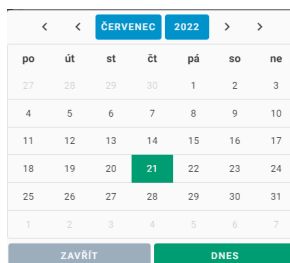 ‹ ‹ ČERVENEC 2022 › ›
po út st čt pá so ne
27 28 29 30 1 2 3
4 5 6 7 8 9 10
11 12 13 14 15 16 17
18 19 20 21 22 23 24
25 26 27 28 29 30 31
1 2 3 4 5 6 7
ZAVŘÍT DNES